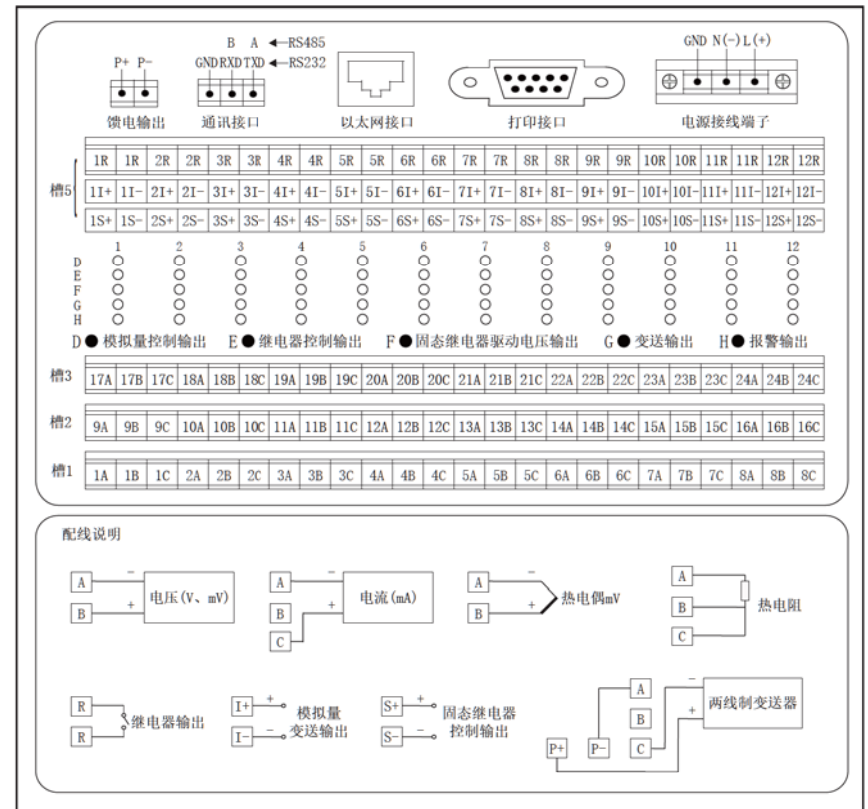 B A ◄—RS485
P+ P- GND RXD TXD ◄—RS232 GND N(-) L(+)
馈电输出 通讯接口 以太网接口 打印接口 电源接线端子
1R 1R 2R 2R 3R 3R 4R 4R 5R 5R 6R 6R 7R 7R 8R 8R 9R 9R 10R 10R 11R 11R 12R 12R
槽5 1I+ 1I- 2I+ 2I- 3I+ 3I- 4I+ 4I- 5I+ 5I- 6I+ 6I- 7I+ 7I- 8I+ 8I- 9I+ 9I- 10I+ 10I- 11I+ 11I- 12I+ 12I-
1S+ 1S- 2S+ 2S- 3S+ 3S- 4S+ 4S- 5S+ 5S- 6S+ 6S- 7S+ 7S- 8S+ 8S- 9S+ 9S- 10S+ 10S- 11S+ 11S- 12S+ 12S-
1 2 3 4 5 6 7 8 9 10 11 12
D
E
F
G
H
D● 模拟量控制输出 E●继电器控制输出 F●固态继电器驱动电压输出 G● 变送输出 H● 报警输出
槽3 17A 17B 17C 18A 18B 18C 19A 19B 19C 20A 20B 20C 21A 21B 21C 22A 22B 22C 23A 23B 23C 24A 24B 24C
槽2 9A 9B 9C 10A 10B 10C 11A 11B 11C 12A 12B 12C 13A 13B 13C 14A 14B 14C 15A 15B 15C 16A 16B 16C
槽1 1A 1B 1C 2A 2B 2C 3A 3B 3C 4A 4B 4C 5A 5B 5C 6A 6B 6C 7A 7B 7C 8A 8B 8C
配线说明
A - B + 电压(V、mV)
A - B C + 电流(mA)
A - B + 热电偶mV
A B C 热电阻
R R 继电器输出
I+ + I- - 模拟量
变送输出
S+ + S- - 固态继电器
控制输出
P+ P- A B C - + 两线制变送器